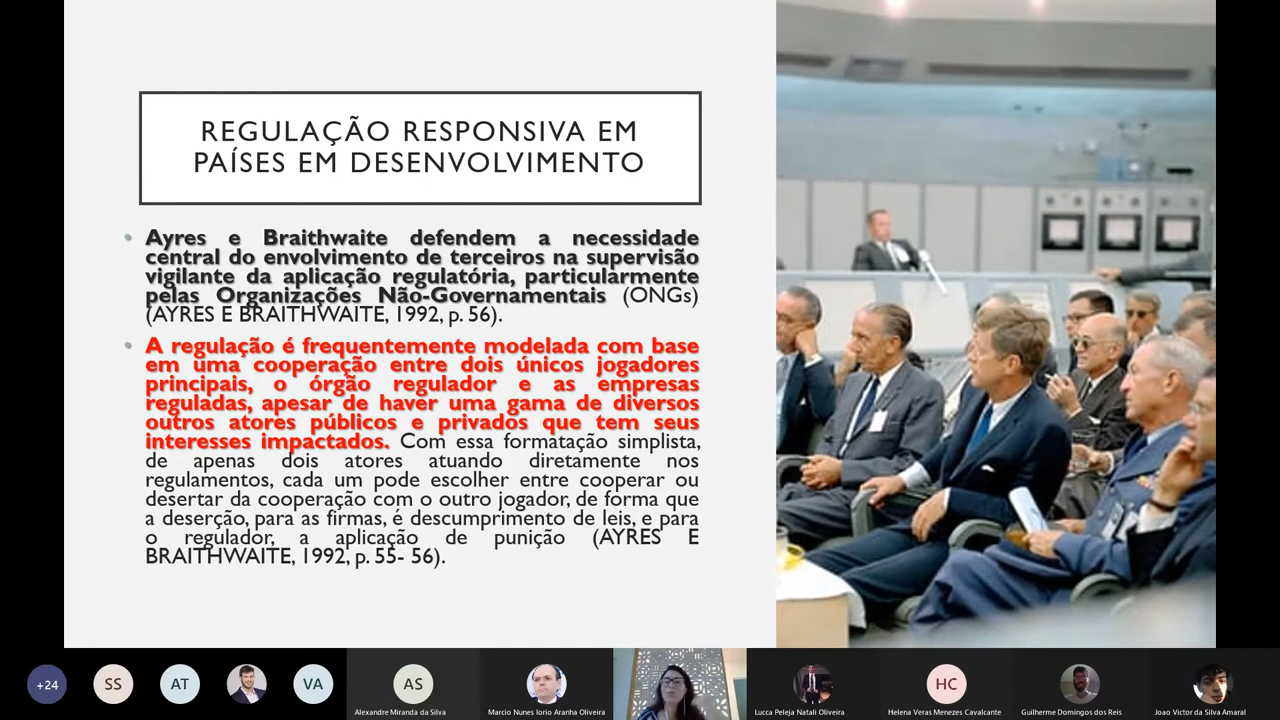 REGULAÇÃO RESPONSIVA EM
PAÍSES EM DESENVOLVIMENTO
• Ayres e Braithwaite defendem a necessidade
central do envolvimento de terceiros na supervisão
vigilante da aplicação regulatória, particularmente
pelas Organizações Não-Governamentais (ONGs)
(AYRES E BRAITHWAITE, 1992, p. 56).
• A regulação é frequentemente modelada com base
em uma cooperação entre dois únicos jogadores
principais, o órgão regulador e as empresas
reguladas, apesar de haver uma gama de diversos
outros atores públicos e privados que tem seus
interesses impactados. Com essa formatação simplista,
de apenas dois atores atuando diretamente nos
regulamentos, cada um pode escolher entre cooperar ou
desertar da cooperação com o outro jogador, de forma que
a deserção, para as firmas, é descumprimento de leis, e para
o regulador, a aplicação de punição (AYRES E
BRAITHWAITE, 1992, p. 55- 56).
+24
SS
AT
VA
AS
HC
Alexandre Miranda da Silva
Marcio Nunes Iorio Aranha Oliveira
Lucca Peleja Natali Oliveira
Helena Veras Menezes Cavalcante
Guilherme Domingos dos Reis
Joao Victor da Silva Amaral